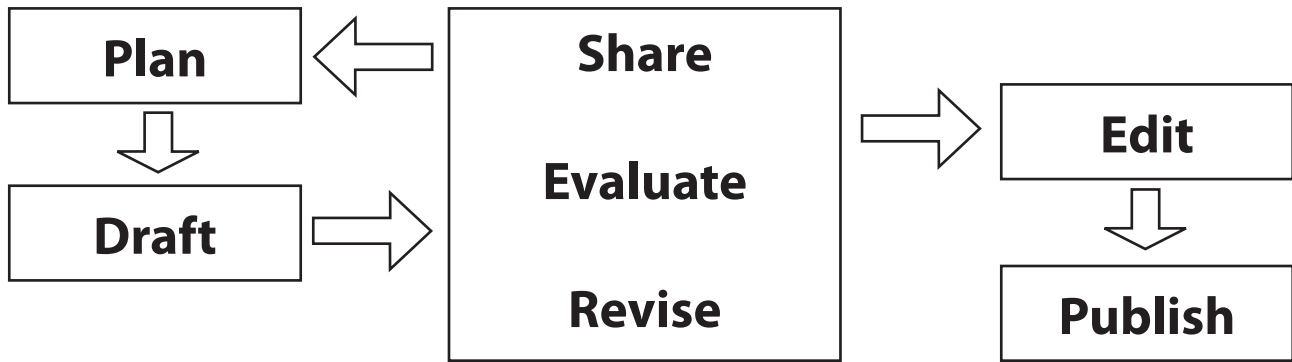 Plan
Draft
Share
Evaluate
Revise
Edit
Publish